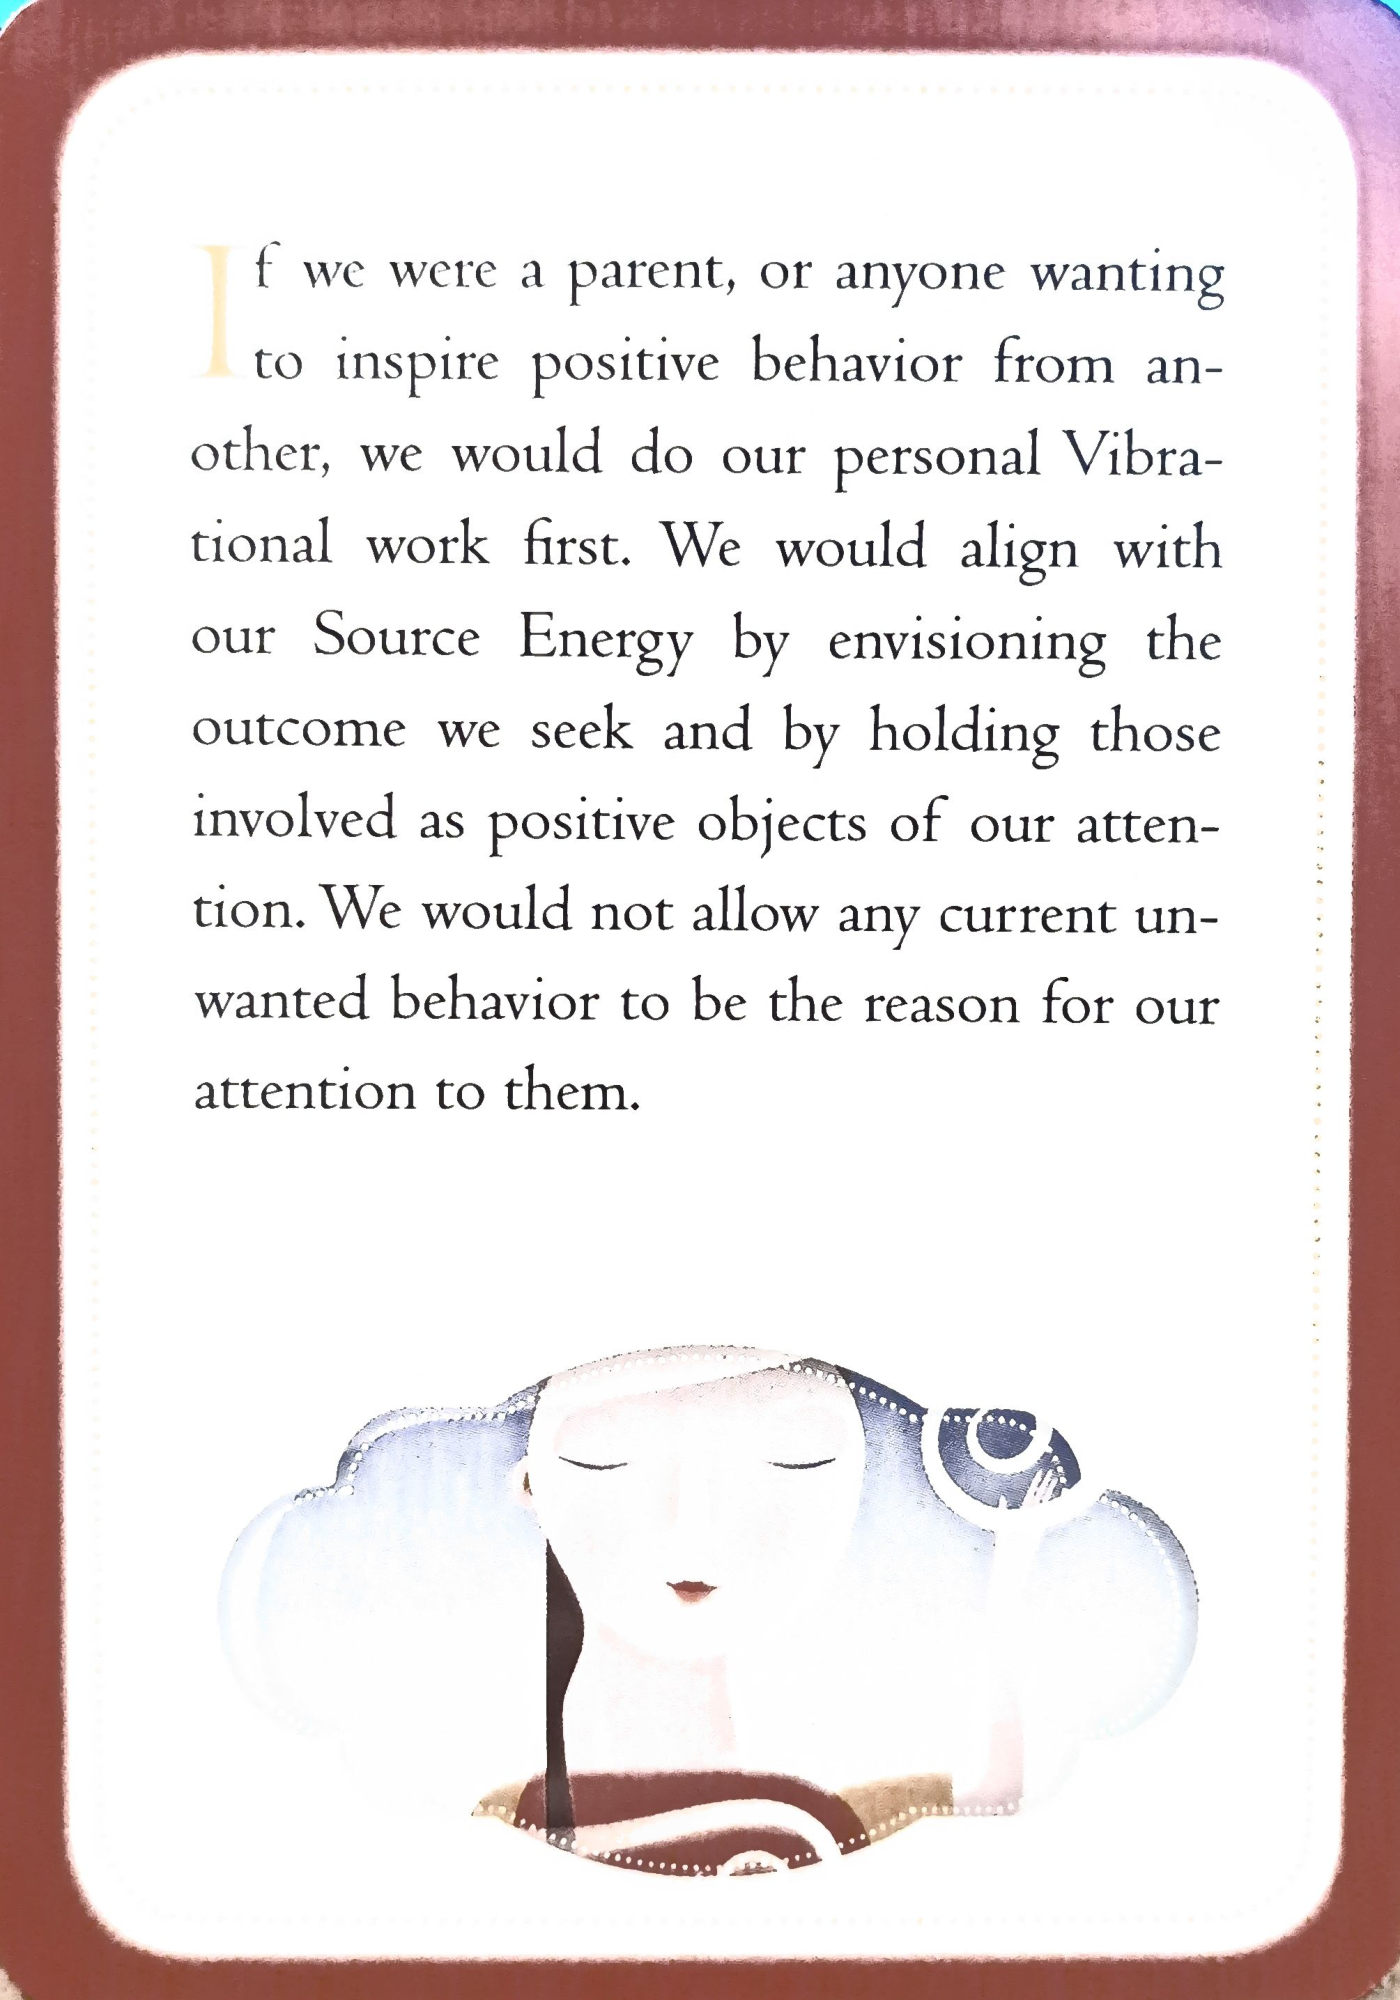 If we were a parent, or anyone wanting
to inspire positive behavior from an-
other, we would do our personal Vibra-
tional work first. We would align with
our Source Energy by envisioning the
outcome we seek and by holding those
involved as positive objects of our atten-
tion. We would not allow any current un-
wanted behavior to be the reason for our
attention to them.